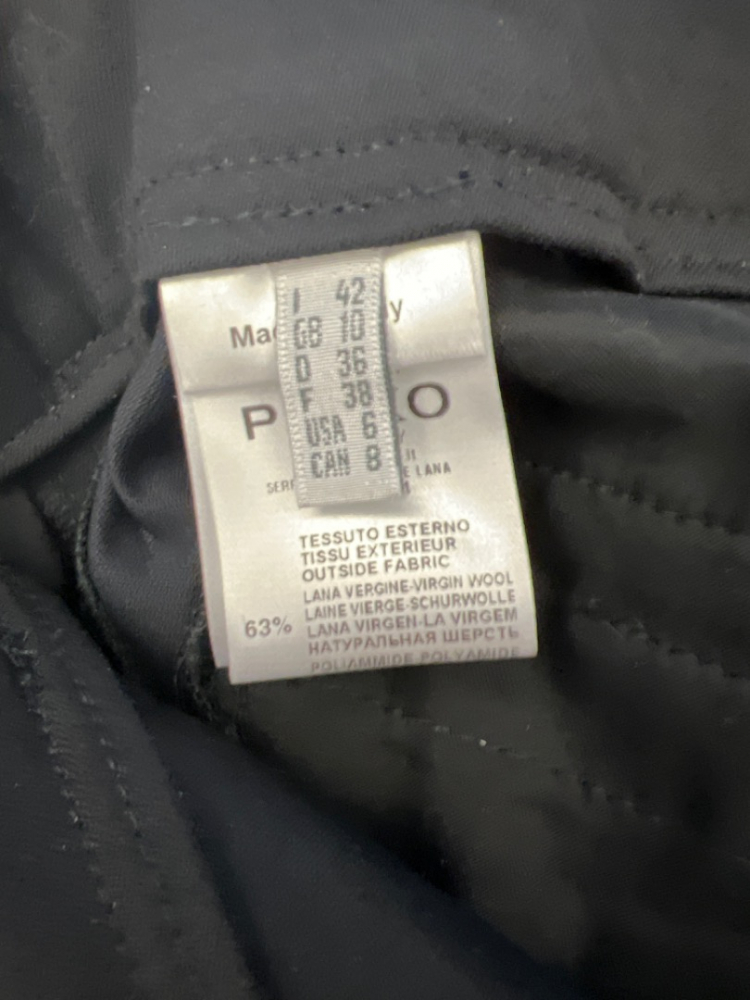 I 42
GB 10
D 36
F 38
USA 6
CAN 8
TESSUTO ESTERNO
TISSU EXTERIEUR
OUTSIDE FABRIC
LANA VERGINE-VIRGIN WOOL
LAINE VIERGE-SCHURWOLLE
63% LANA VIRGEN-LA VIRGEM
НАТУРАЛЬНАЯ ШЕРСТЬ
POLIAMMIDE POLYAMIDE